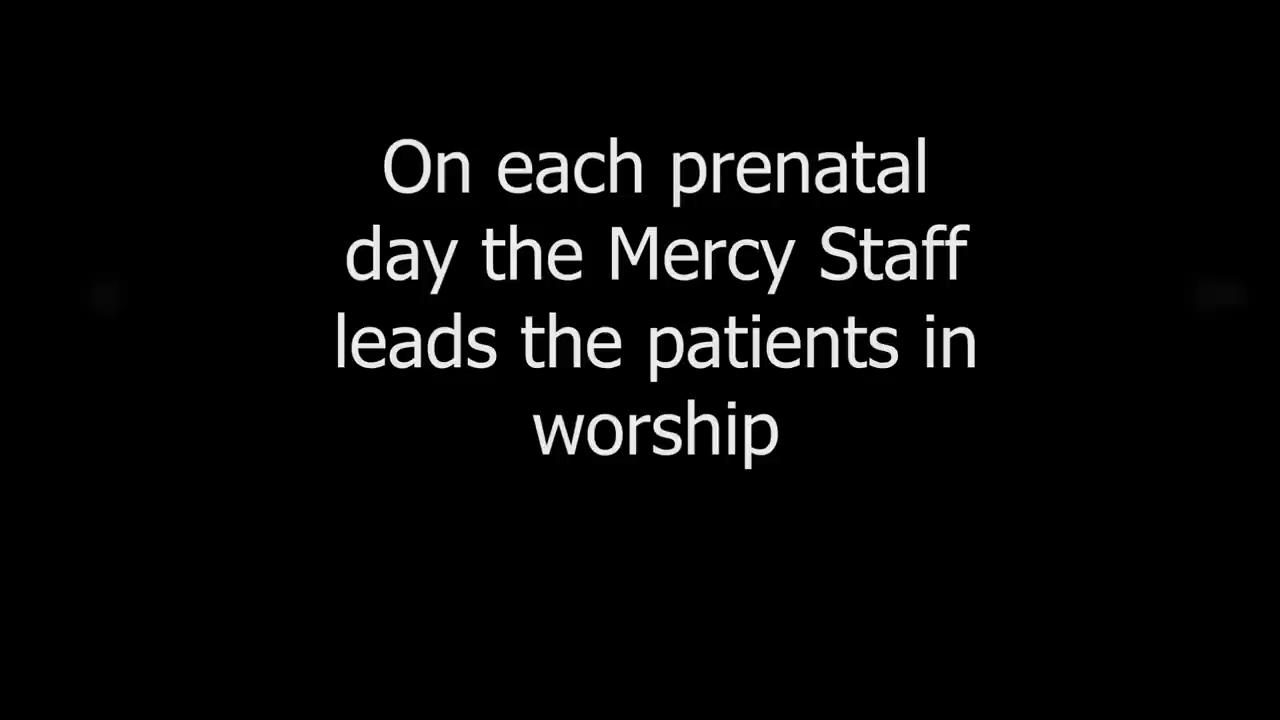 On each prenatal
day the Mercy Staff
leads the patients in
worship